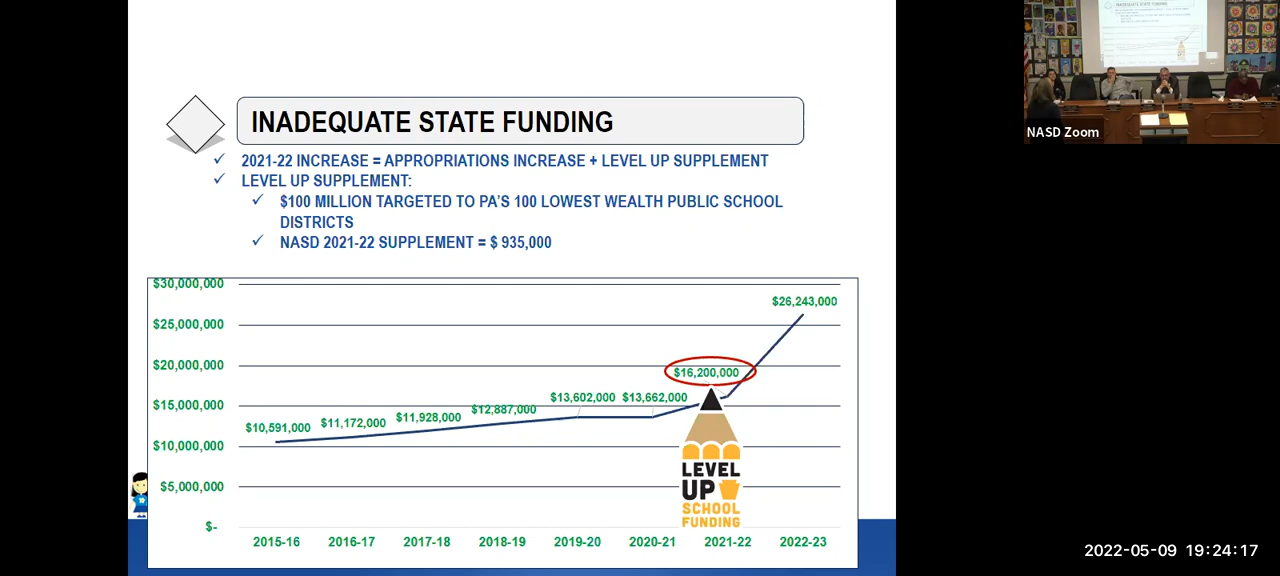 INADEQUATE STATE FUNDING
2021-22 INCREASE = APPROPRIATIONS INCREASE + LEVEL UP SUPPLEMENT
LEVEL UP SUPPLEMENT:
$100 MILLION TARGETED TO PA'S 100 LOWEST WEALTH PUBLIC SCHOOL
DISTRICTS
NASD 2021-22 SUPPLEMENT = $ 935,000
$30,000,000
$25,000,000
$20,000,000
$15,000,000
$10,000,000
$5,000,000
$-
$10,591,000
$11,172,000
$11,928,000
$12,887,000
$13,602,000
$13,662,000
$16,200,000
$26,243,000
LEVEL
UP
SCHOOL
FUNDING
2015-16 2016-17 2017-18 2018-19 2019-20 2020-21 2021-22 2022-23
INADEQUATE STATE FUNDING
NASD Zoom
2022-05-09 19:24:17